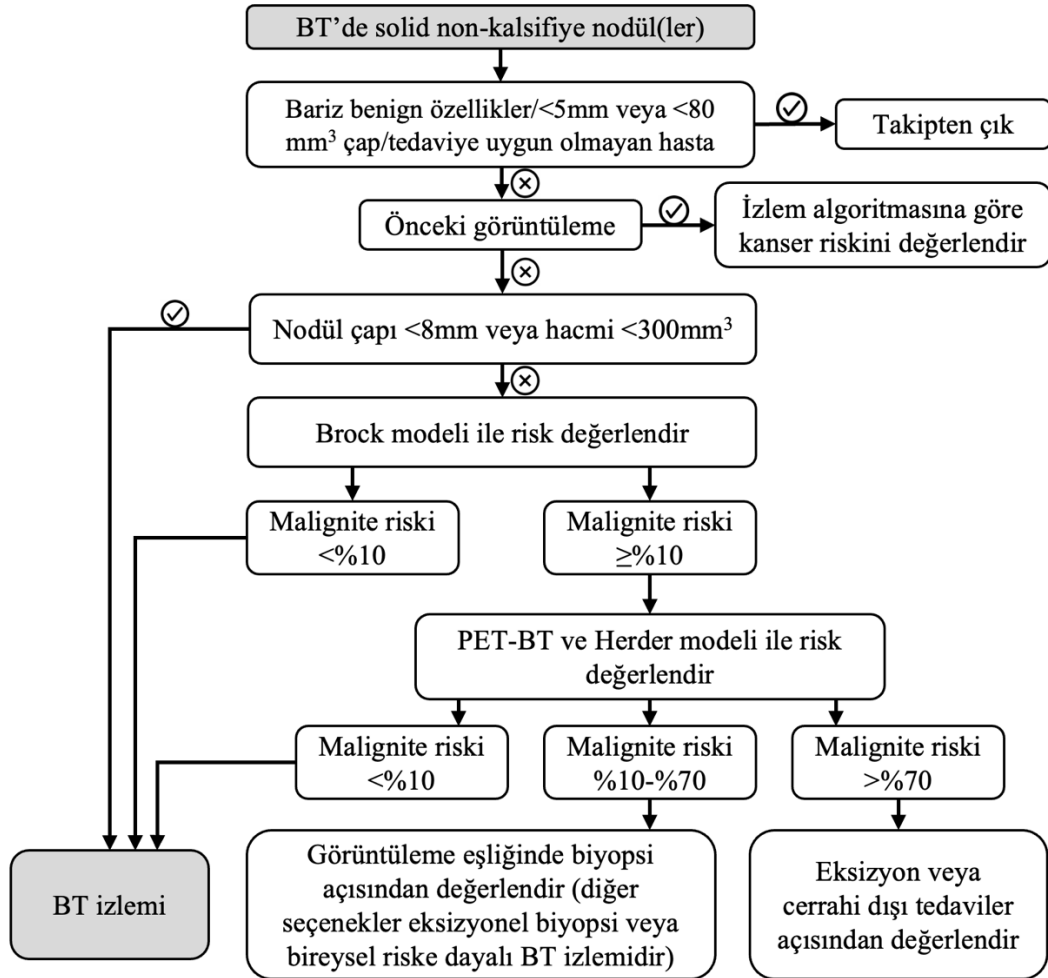 BT’de solid non-kalsifiye nodül(ler)
Bariz benign özellikler/<5mm veya <80
mm³ çap/tedaviye uygun olmayan hasta
Takipten çık
Önceki görüntüleme
İzlem algoritmasına göre
kanser riskini değerlendir
Nodül çapı <8mm veya hacmi <300mm³
Brock modeli ile risk değerlendir
Malignite riski
<%10
Malignite riski
≥%10
PET-BT ve Herder modeli ile risk
değerlendir
Malignite riski
<%10
Malignite riski
%10-%70
Malignite riski
>%70
BT izlemi
Görüntüleme eşliğinde biyopsi
açısından değerlendir (diğer
seçenekler eksizyonel biyopsi veya
bireysel riske dayalı BT izlemidir)
Eksizyon veya
cerrahi dışı tedaviler
açısından değerlendir